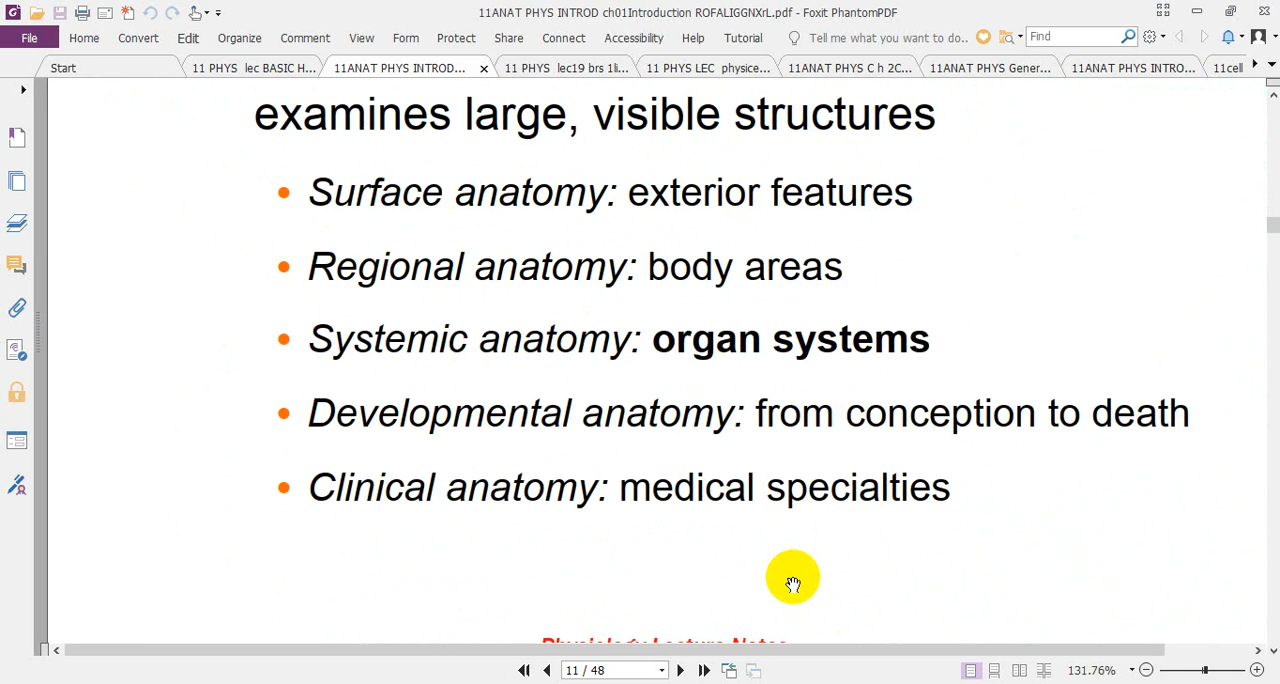 11ANAT PHYS INTROD ch01Introduction ROFALIGNXL.pdf - Foxit PhantomPDF
File Home Convert Edit Organize Comment View Form Protect Share Connect Accessibility Help Tutorial Tell me what you want to do.. Find
Start 11 PHYS lec BASIC H... 11ANAT PHYS INTROD... 11 PHYS lec19 brs 1li... 11 PHYS LEC physice... 11ANAT PHYS C h 2C... 11ANAT PHYS Gener... 11ANAT PHYS INTRO... 11cell
examines large, visible structures
• Surface anatomy: exterior features
• Regional anatomy: body areas
• Systemic anatomy: organ systems
• Developmental anatomy: from conception to death
• Clinical anatomy: medical specialties
Physiology Lecture Notes
11 / 48 131.76%